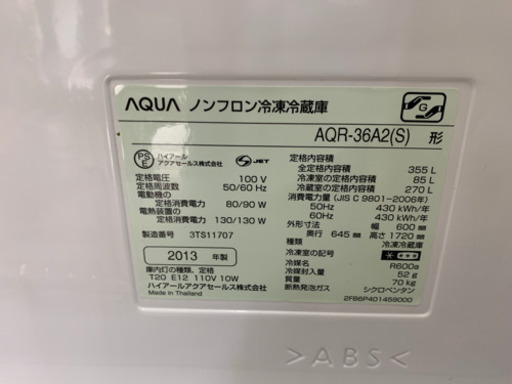 AQUA ノンフロン冷凍冷蔵庫
AQR-36A2(S) 形
PS E ハイアール アクアセールス株式会社 S JET
定格電圧 100 V
定格周波数 50/60 Hz
電動機の
定格消費電力 80/90 W
電熱装置の
定格消費電力 130/130 W
製造番号 3TS11707
2013 年製
庫内灯の種類、定格
T20 E12 110V 10W
ハイアールアクアセールス株式会社
Made in Thailand
G
定格内容積
全定格内容積 355 L
冷凍室の定格内容積 85 L
冷蔵室の定格内容積 270 L
消費電力量 (JIS C 9801-2006年)
50Hz 430 kWh/年
60Hz 430 kWh/年
外形寸法 幅 600 mm
奥行 645 mm 高さ 1720 mm
種類 冷凍冷蔵庫
冷凍室の記号
冷媒名 R600a
冷媒封入量 52 g
質量 70 kg
断熱発泡ガス シクロペンタン
2FB6P401459000
>ABS<